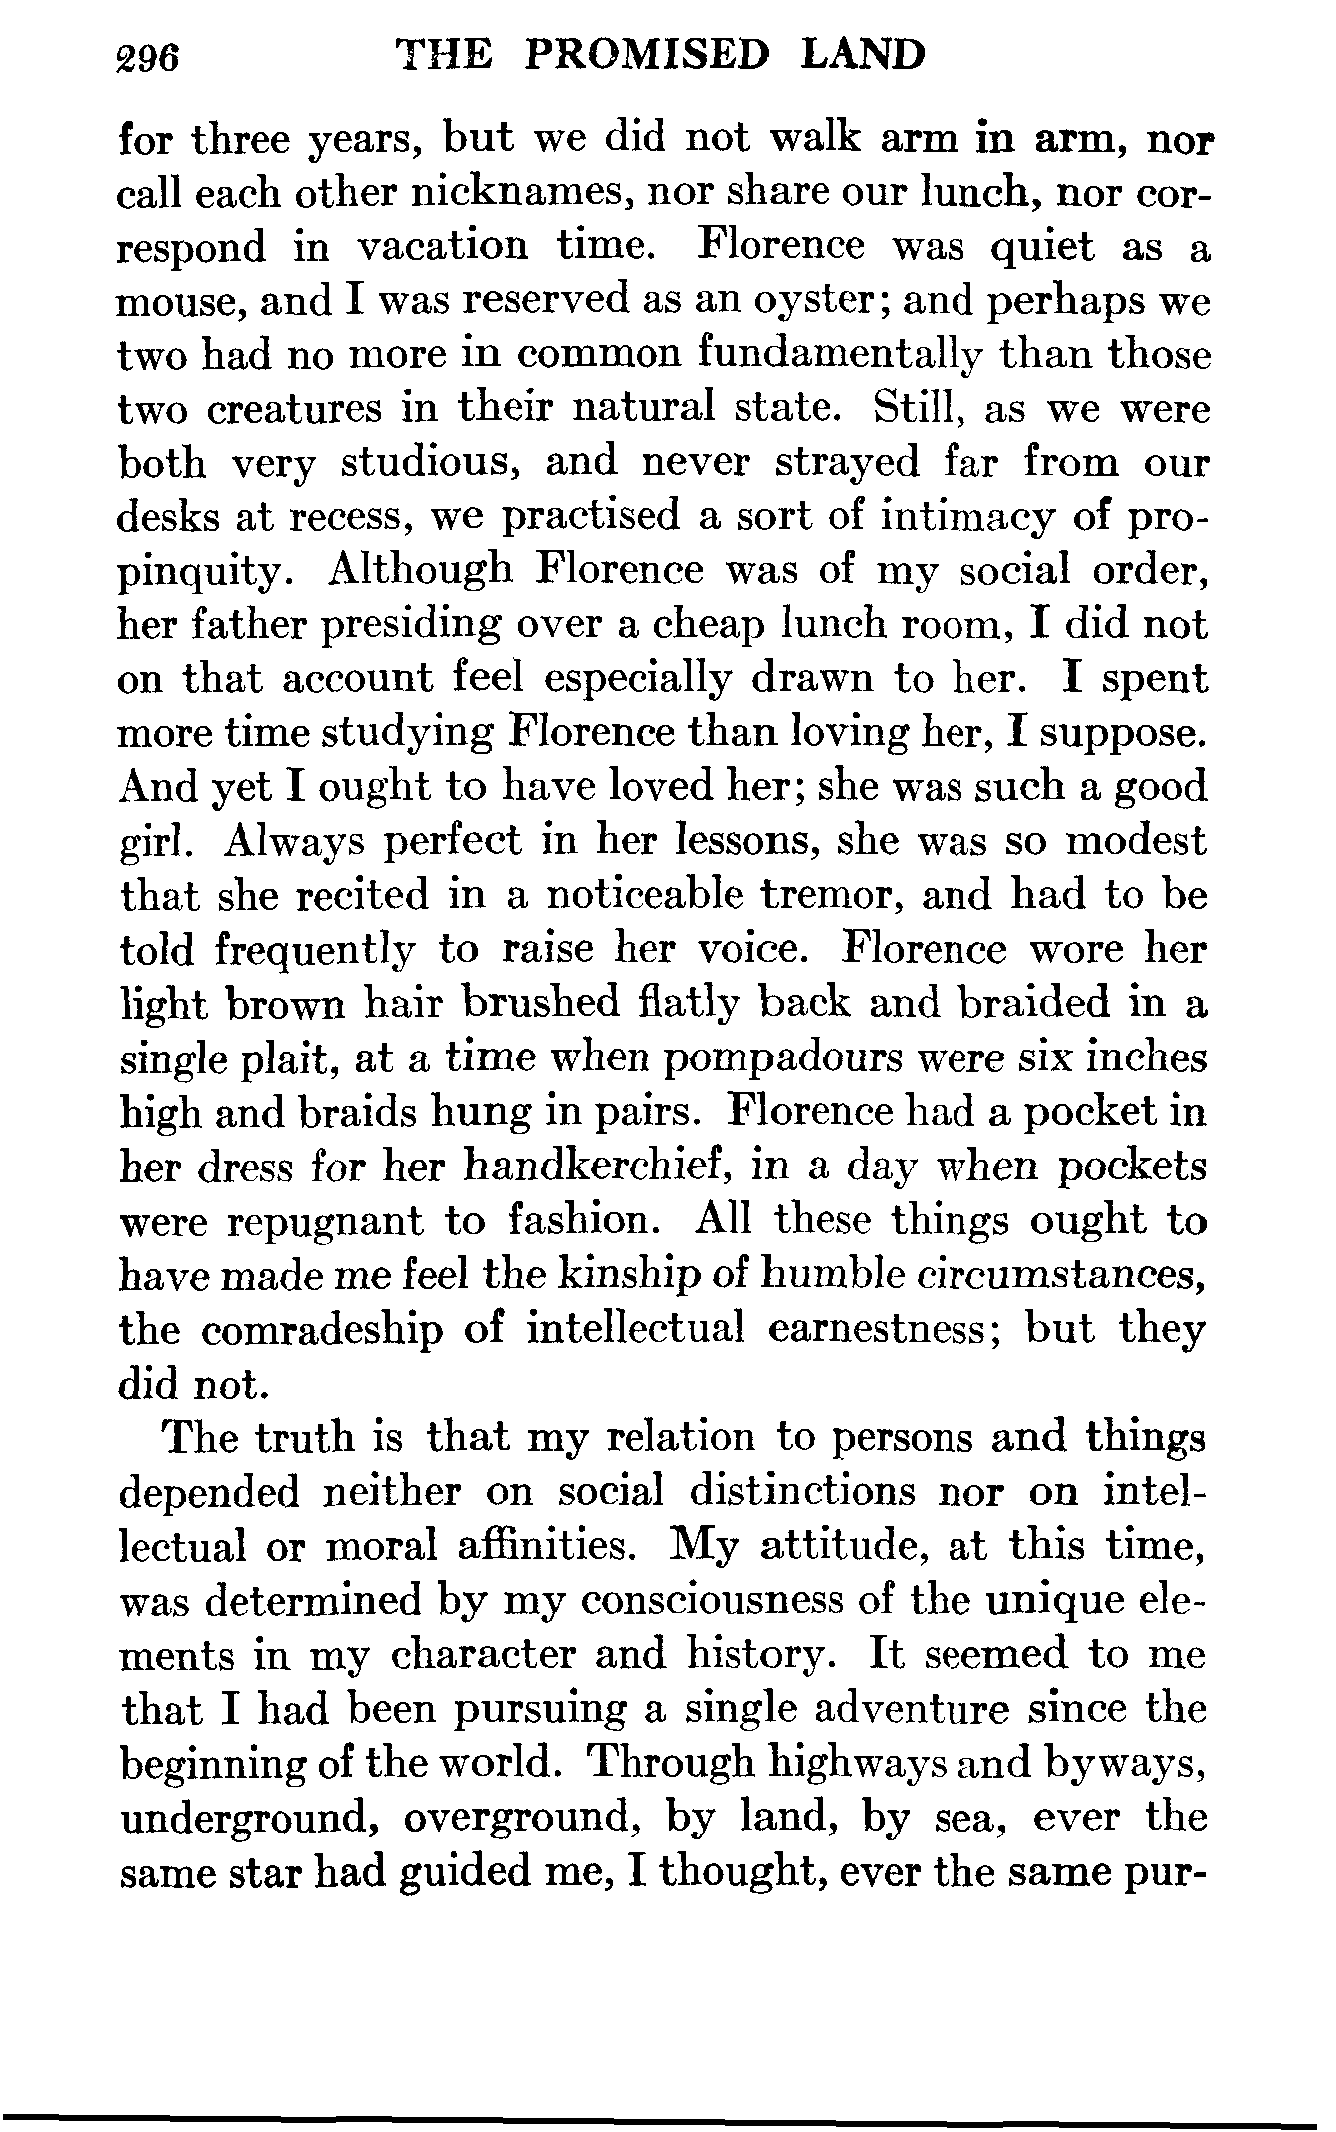 296 THE PROMISED LAND
for three years, but we did not walk arm in arm, nor
call each other nicknames, nor share our lunch, nor cor-
respond in vacation time. Florence was quiet as a
mouse, and I was reserved as an oyster; and perhaps we
two had no more in common fundamentally than those
two creatures in their natural state. Still, as we were
both very studious, and never strayed far from our
desks at recess, we practised a sort of intimacy of pro-
pinquity. Although Florence was of my social order,
her father presiding over a cheap lunch room, I did not
on that account feel especially drawn to her. I spent
more time studying Florence than loving her, I suppose.
And yet I ought to have loved her; she was such a good
girl. Always perfect in her lessons, she was so modest
that she recited in a noticeable tremor, and had to be
told frequently to raise her voice. Florence wore her
light brown hair brushed flatly back and braided in a
single plait, at a time when pompadours were six inches
high and braids hung in pairs. Florence had a pocket in
her dress for her handkerchief, in a day when pockets
were repugnant to fashion. All these things ought to
have made me feel the kinship of humble circumstances,
the comradeship of intellectual earnestness; but they
did not.
The truth is that my relation to persons and things
depended neither on social distinctions nor on intel-
lectual or moral affinities. My attitude, at this time,
was determined by my consciousness of the unique ele-
ments in my character and history. It seemed to me
that I had been pursuing a single adventure since the
beginning of the world. Through highways and byways,
underground, overground, by land, by sea, ever the
same star had guided me, I thought, ever the same pur-